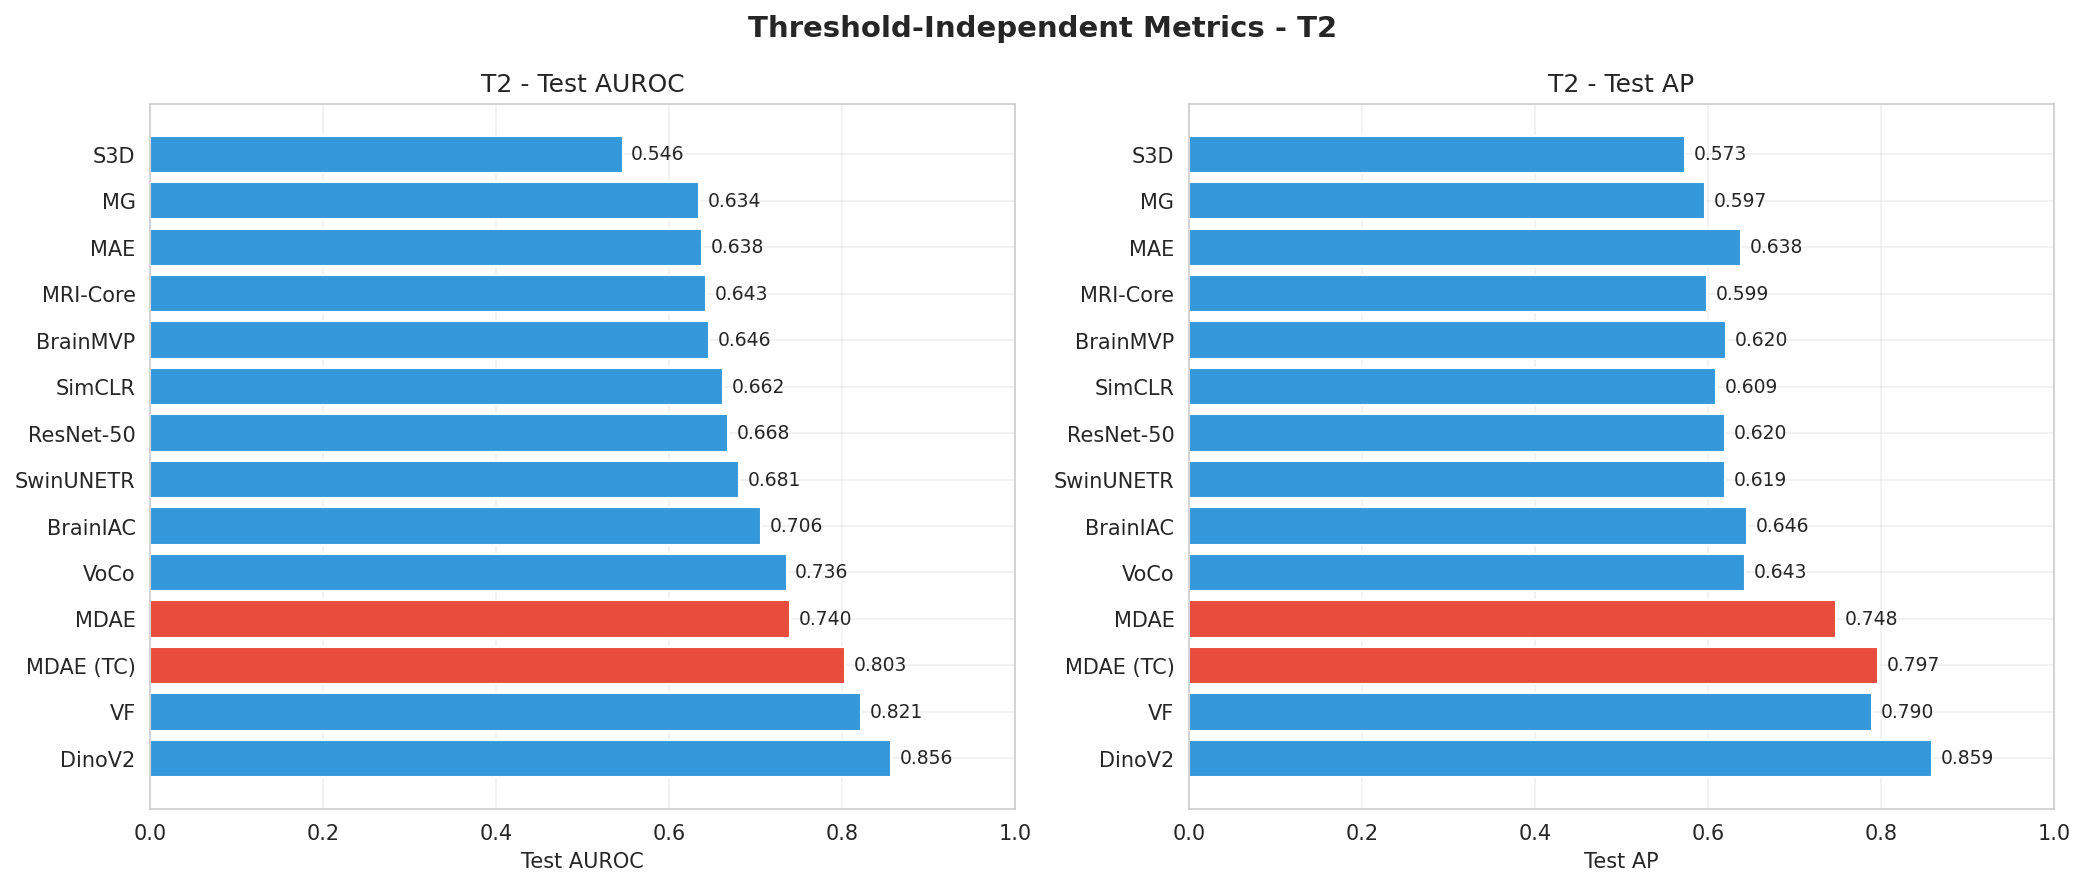 Threshold-Independent Metrics - T2
T2 - Test AUROC
S3D 0.546
MG 0.634
MAE 0.638
MRI-Core 0.643
BrainMVP 0.646
SimCLR 0.662
ResNet-50 0.668
SwinUNETR 0.681
BrainIAC 0.706
VoCo 0.736
MDAE 0.740
MDAE (TC) 0.803
VF 0.821
DinoV2 0.856
0.0 0.2 0.4 0.6 0.8 1.0
Test AUROC
T2 - Test AP
S3D 0.573
MG 0.597
MAE 0.638
MRI-Core 0.599
BrainMVP 0.620
SimCLR 0.609
ResNet-50 0.620
SwinUNETR 0.619
BrainIAC 0.646
VoCo 0.643
MDAE 0.748
MDAE (TC) 0.797
VF 0.790
DinoV2 0.859
0.0 0.2 0.4 0.6 0.8 1.0
Test AP